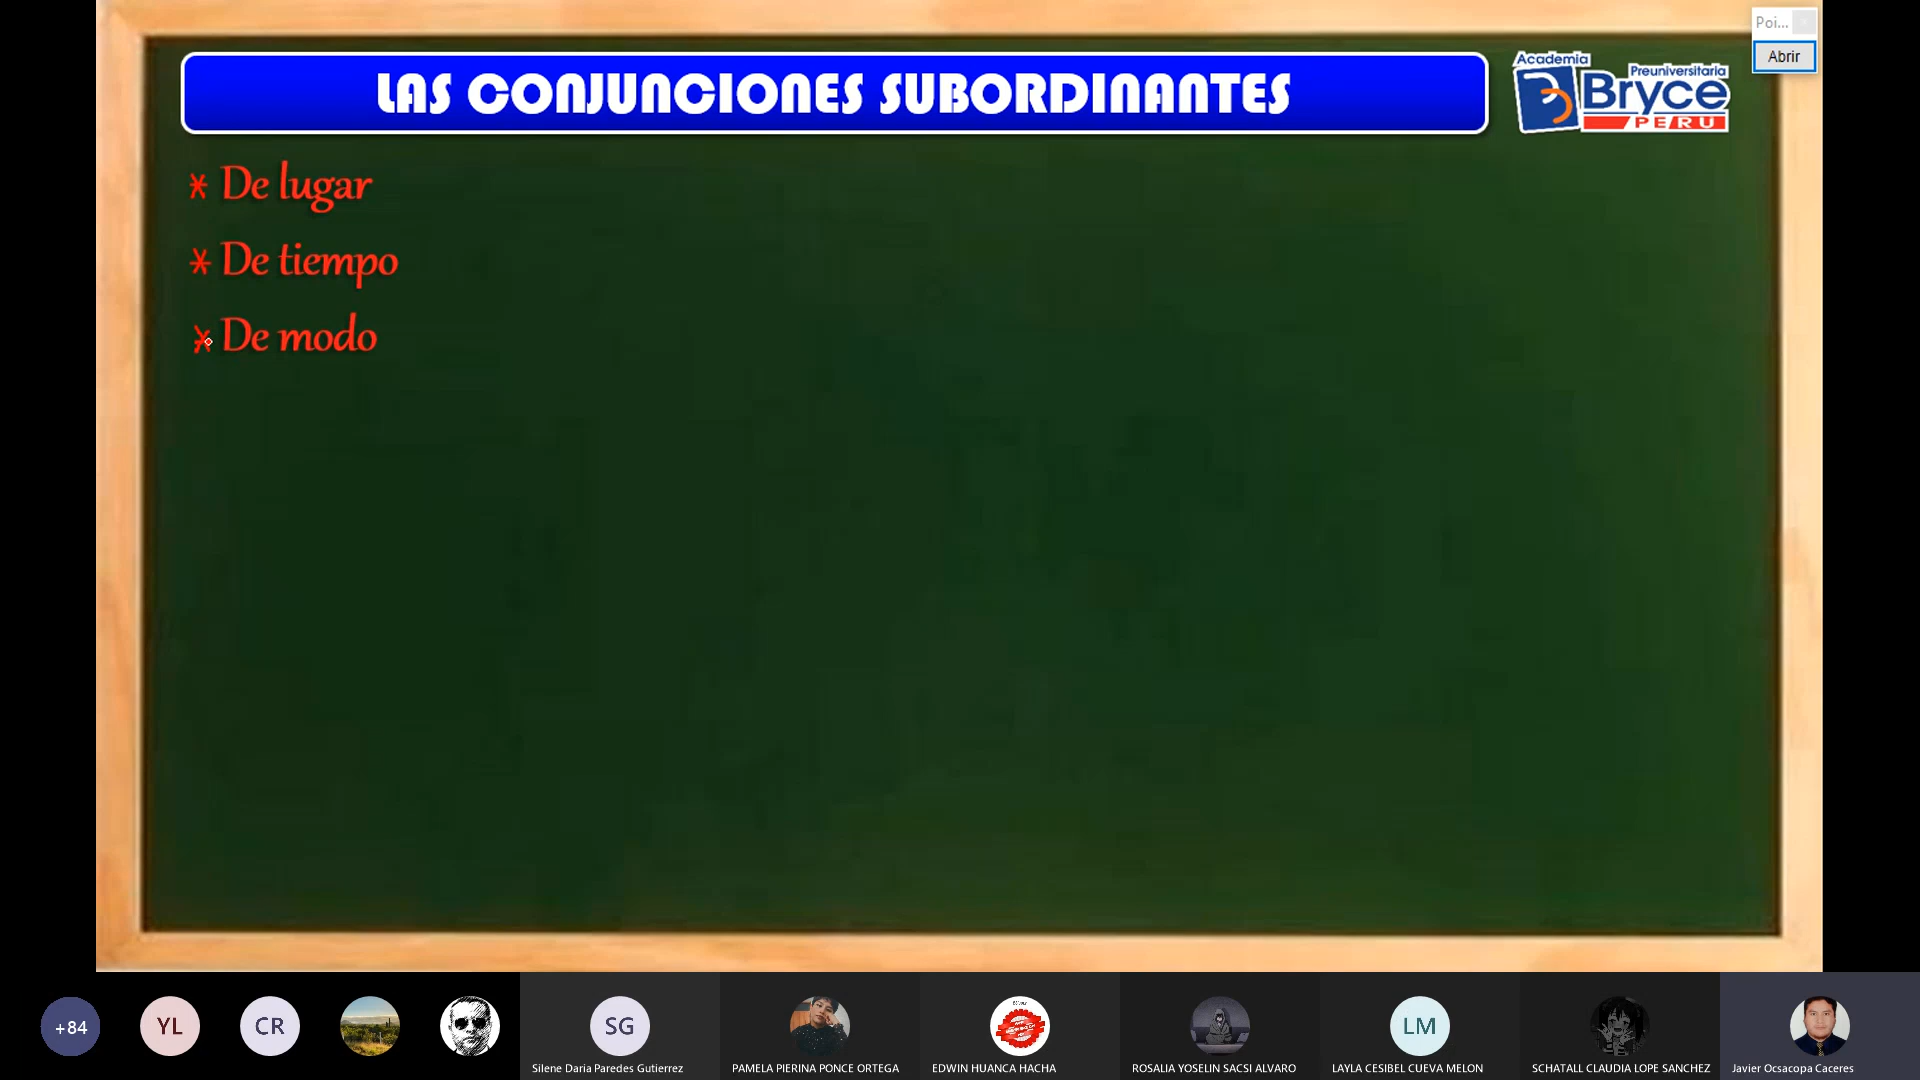 Poi...
Abrir
LAS CONJUNCIONES SUBORDINANTES
Academia
Preuniversitaria
Bryce
PERU
* De lugar
* De tiempo
* De modo
+84
YL
CR
SG
LM
Silene Daria Paredes Gutierrez
PAMELA PIERINA PONCE ORTEGA
EDWIN HUANCA HACHA
ROSALIA YOSELIN SACSI ALVARO
LAYLA CESIBEL CUEVA MELON
SCHATALL CLAUDIA LOPE SANCHEZ
Javier Ocsacopa Caceres